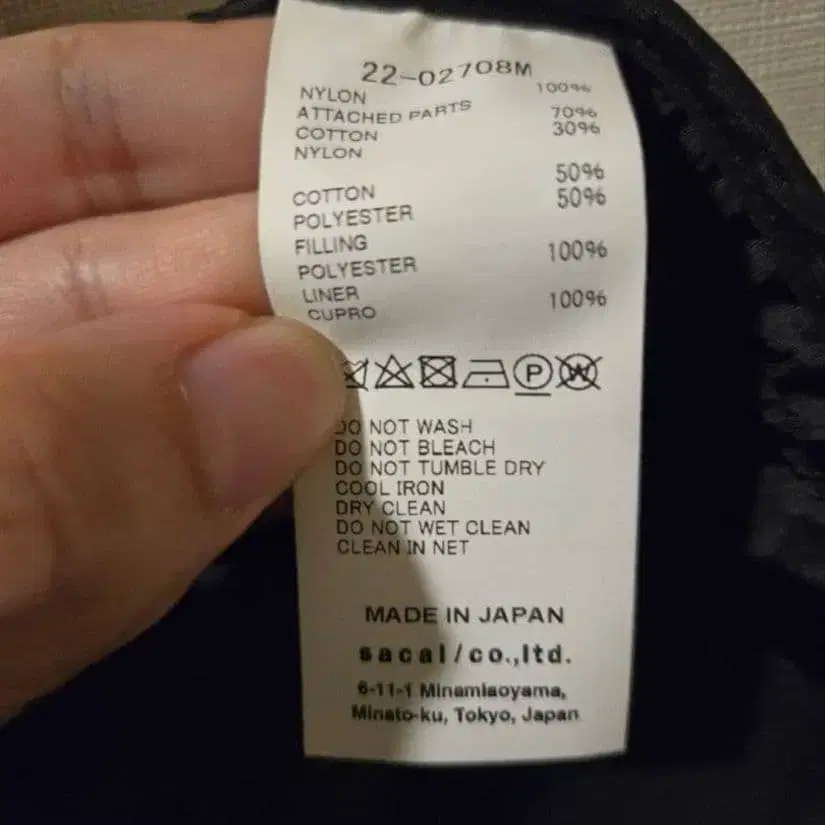 22-02708M
NYLON 100%
ATTACHED PARTS
COTTON 70%
NYLON 30%
COTTON 50%
POLYESTER 50%
FILLING
POLYESTER 100%
LINER
CUPRO 100%
P W
DO NOT WASH
DO NOT BLEACH
DO NOT TUMBLE DRY
COOL IRON
DRY CLEAN
DO NOT WET CLEAN
CLEAN IN NET
MADE IN JAPAN
sacai/co.,ltd.
6-11-1 Minamiaoyama,
Minato-ku, Tokyo, Japan